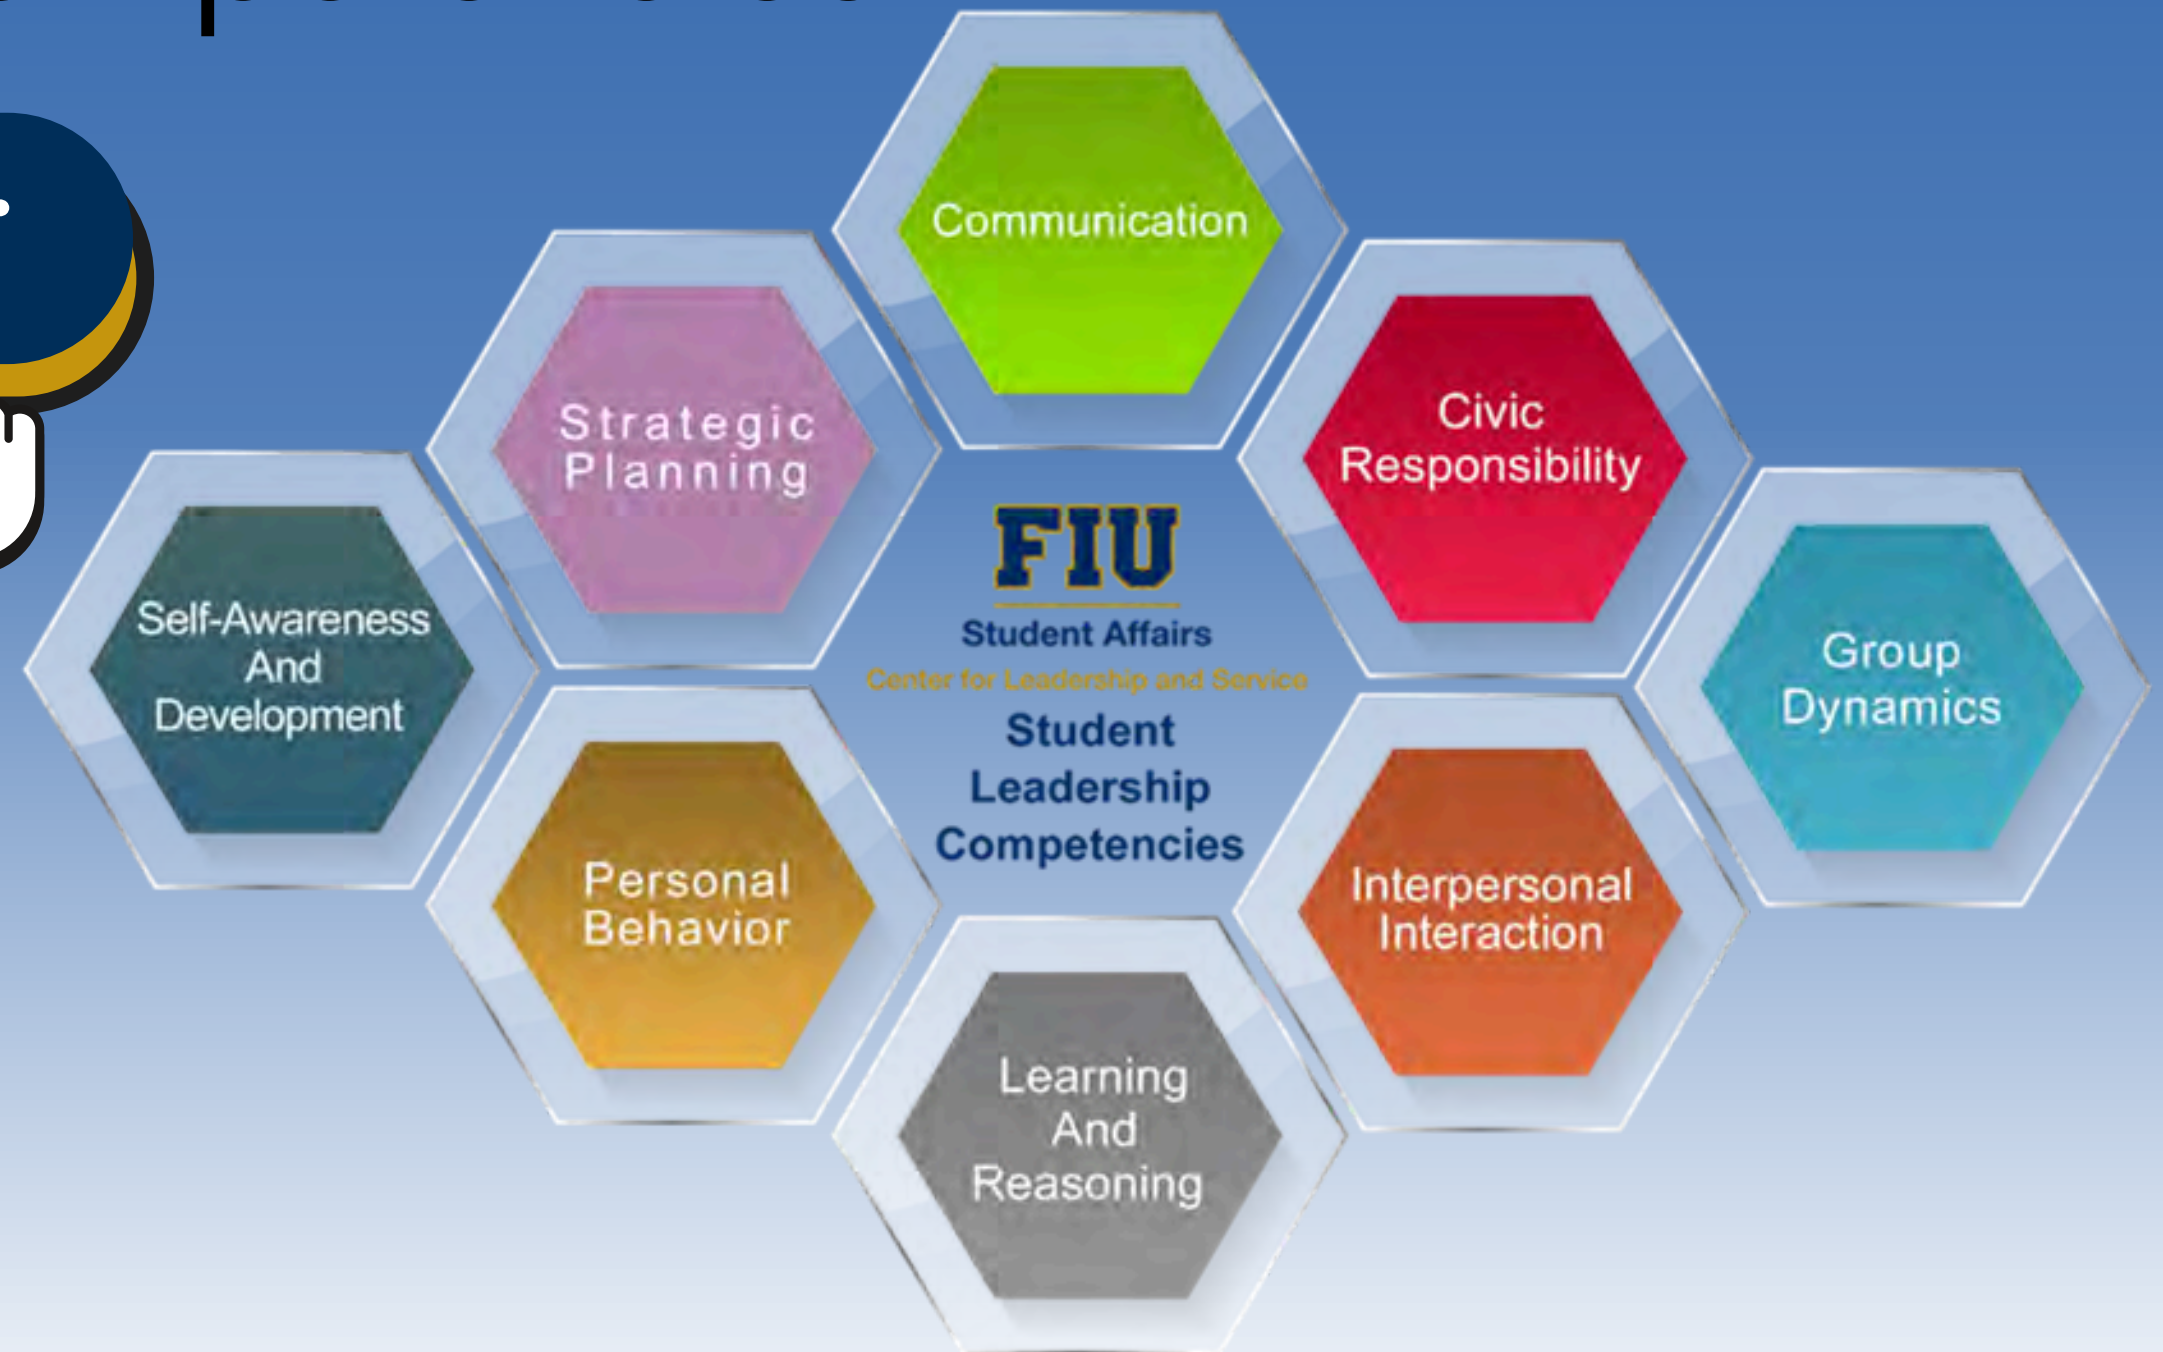 Communication
Strategic
Planning
Civic
Responsibility
Self-Awareness
And
Development
FIU
Student Affairs
Center for Leadership and Service
Student
Leadership
Competencies
Group
Dynamics
Personal
Behavior
Interpersonal
Interaction
Learning
And
Reasoning